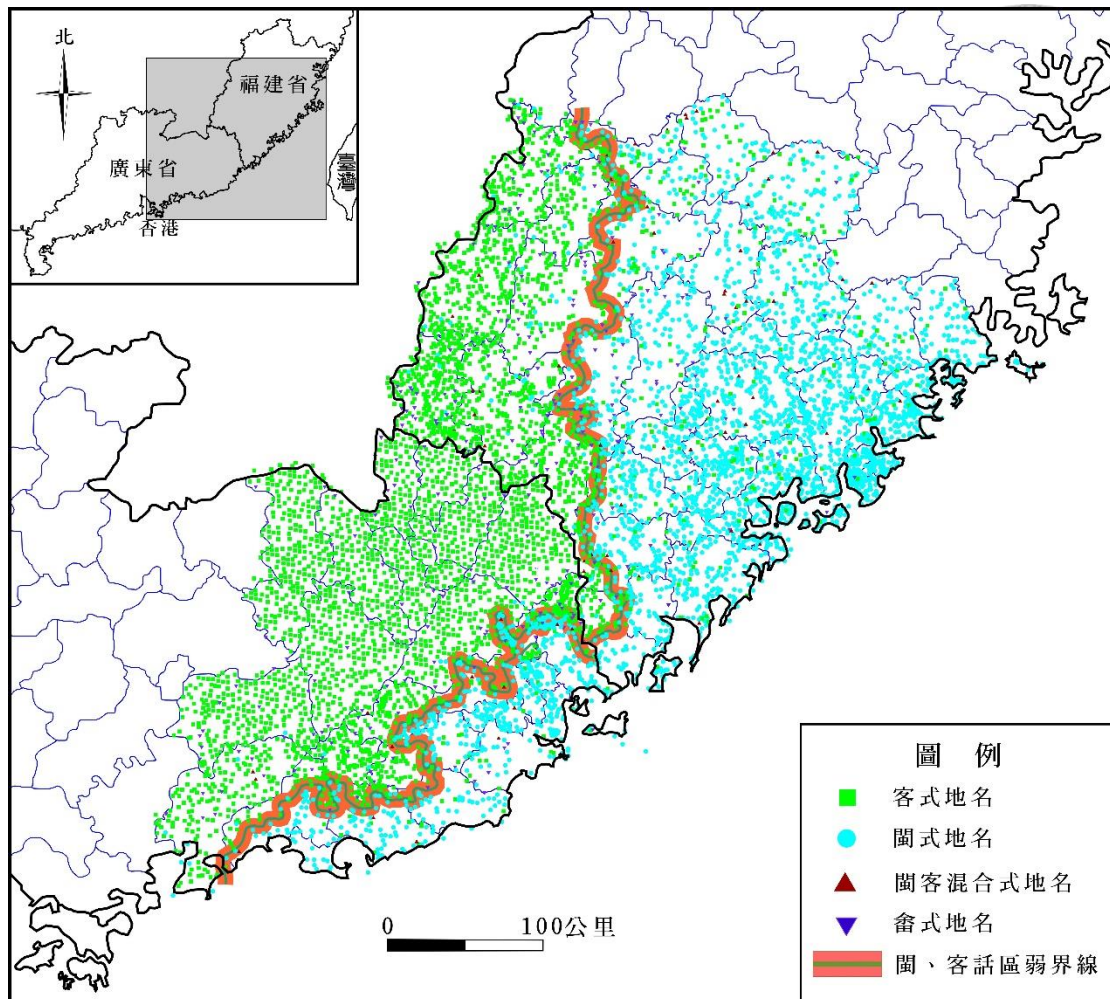 北
福建省
廣東省
臺灣
香港
0 100公里
圖 例
客式地名
閩式地名
閩客混合式地名
畲式地名
閩、客話區弱界線